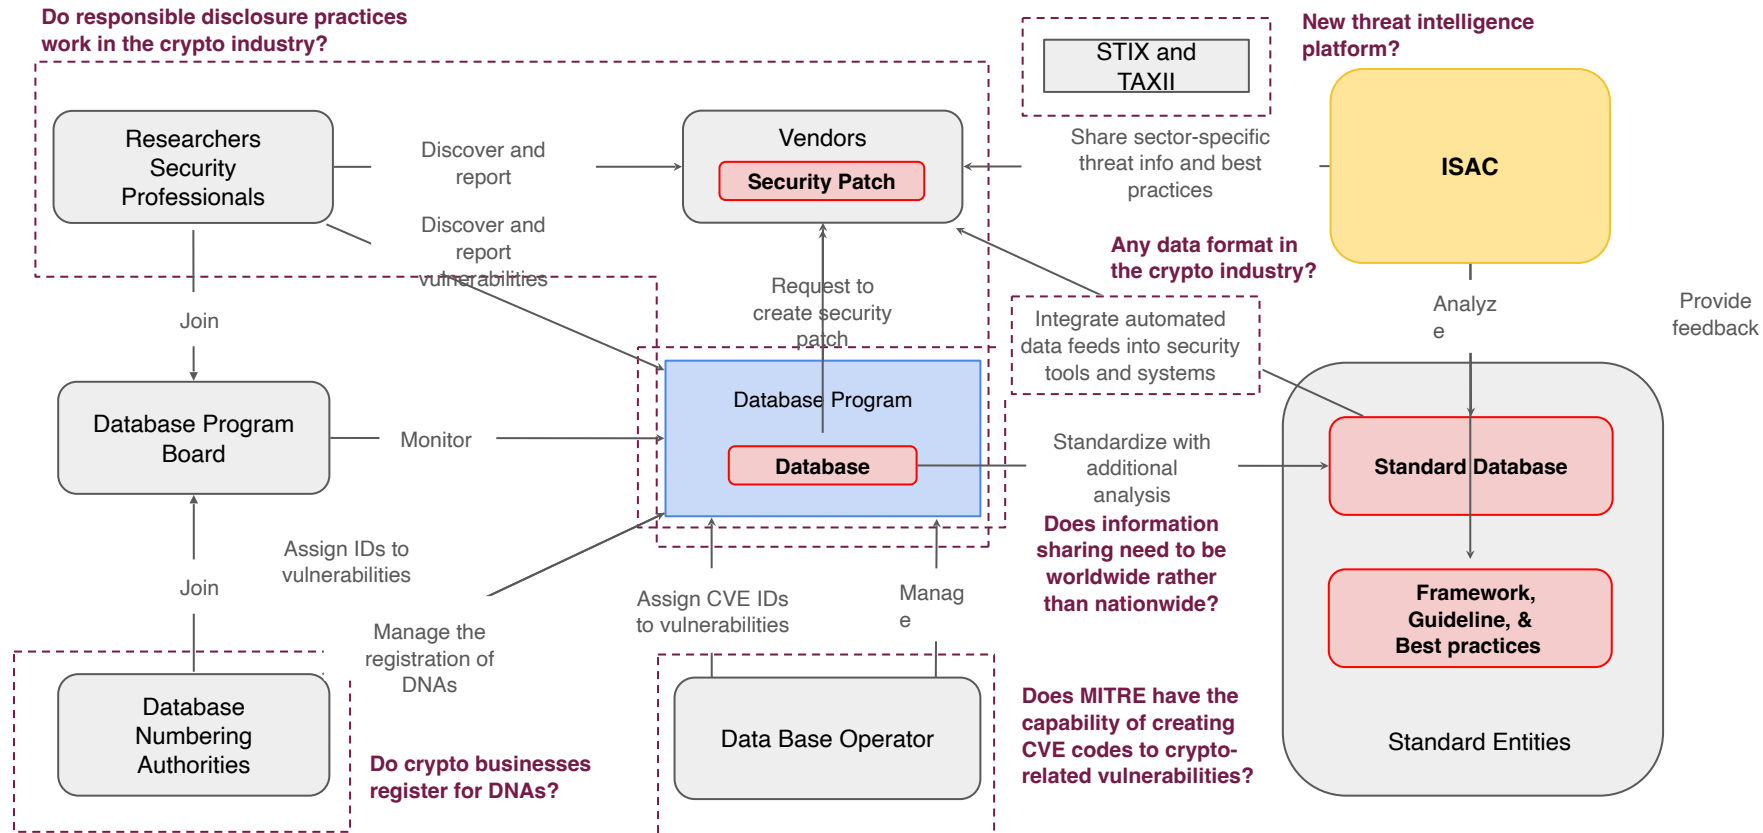 Do responsible disclosure practices
work in the crypto industry?
New threat intelligence
platform?
STIX and
TAXII
Researchers
Security
Professionals
Discover and
report
Vendors
Security Patch
Share sector-specific
threat info and best
practices
ISAC
Discover and
report
vulnerabilities
Any data format in
the crypto industry?
Request to
create security
patch
Join
Integrate automated
data feeds into security
tools and systems
Analyz
e
Provide
feedback
Database Program
Board
Monitor
Database Program
Database
Standardize with
additional
analysis
Standard Database
Does information
sharing need to be
worldwide rather
than nationwide?
Assign IDs to
vulnerabilities
Join
Manage the
registration of
DNAs
Assign CVE IDs
to vulnerabilities
Manag
e
Framework,
Guideline, &
Best practices
Database
Numbering
Authorities
Do crypto businesses
register for DNAs?
Data Base Operator
Does MITRE have the
capability of creating
CVE codes to crypto-
related vulnerabilities?
Standard Entities